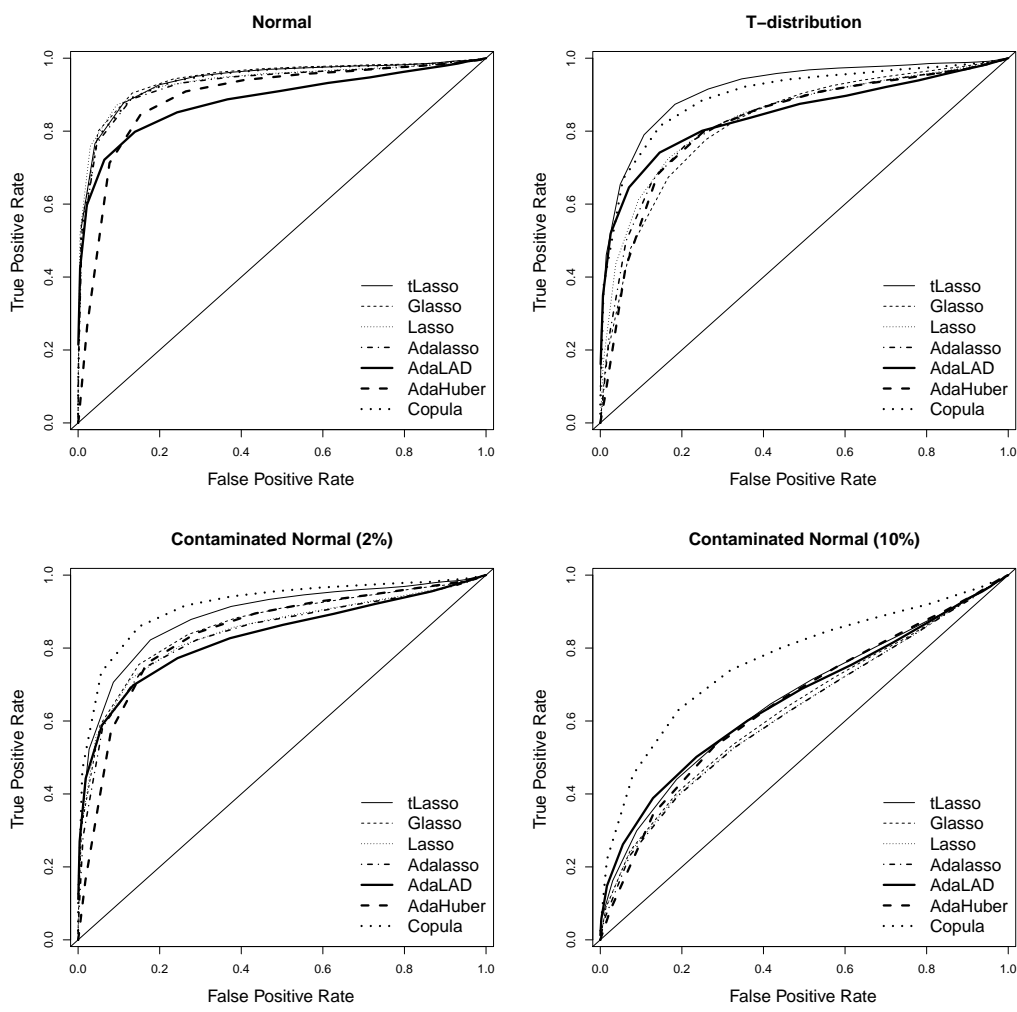 Normal
True Positive Rate
1.0
0.8
0.6
0.4
0.2
0.0
tLasso
Glasso
Lasso
Adalasso
AdaLAD
AdaHuber
Copula
0.0 0.2 0.4 0.6 0.8 1.0
False Positive Rate
T−distribution
True Positive Rate
1.0
0.8
0.6
0.4
0.2
0.0
tLasso
Glasso
Lasso
Adalasso
AdaLAD
AdaHuber
Copula
0.0 0.2 0.4 0.6 0.8 1.0
False Positive Rate
Contaminated Normal (2%)
True Positive Rate
1.0
0.8
0.6
0.4
0.2
0.0
tLasso
Glasso
Lasso
Adalasso
AdaLAD
AdaHuber
Copula
0.0 0.2 0.4 0.6 0.8 1.0
False Positive Rate
Contaminated Normal (10%)
True Positive Rate
1.0
0.8
0.6
0.4
0.2
0.0
tLasso
Glasso
Lasso
Adalasso
AdaLAD
AdaHuber
Copula
0.0 0.2 0.4 0.6 0.8 1.0
False Positive Rate